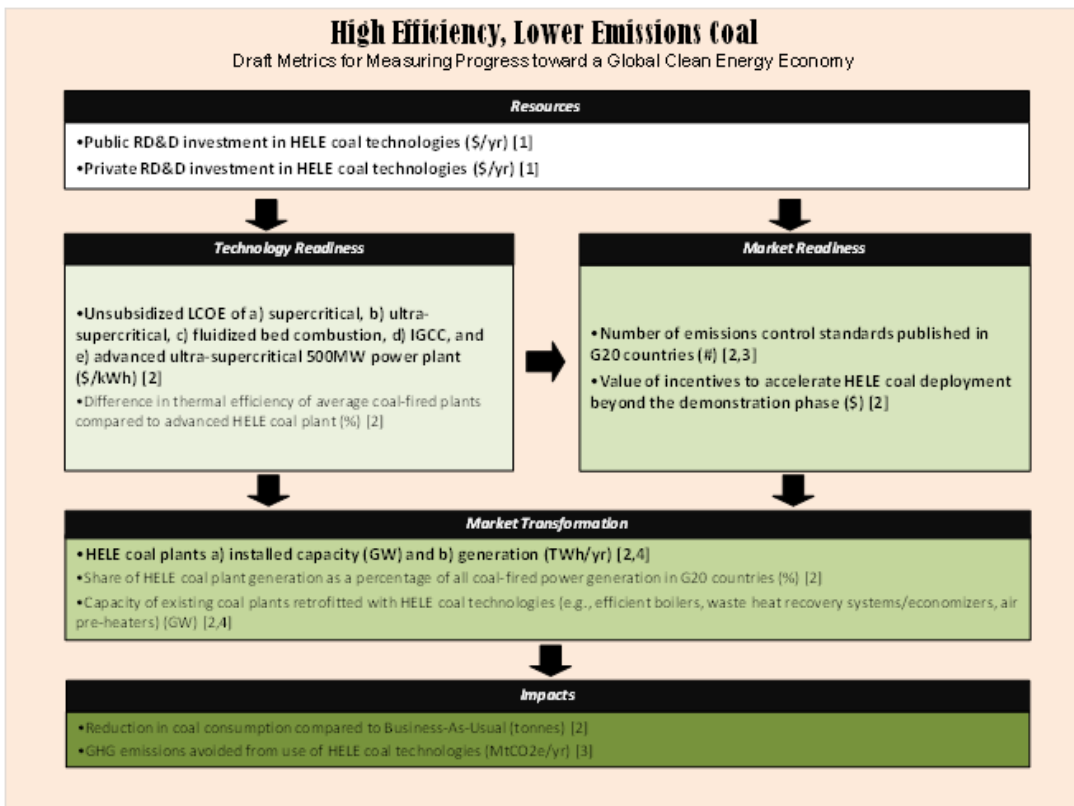 High Efficiency, Lower Emissions Coal
Draft Metrics for Measuring Progress toward a Global Clean Energy Economy
Resources
•Public RD&D investment in HELE coal technologies ($/yr) [1]
•Private RD&D investment in HELE coal technologies ($/yr) [1]
Technology Readiness
•Unsubsidized LCOE of a) supercritical, b) ultra-
supercritical, c) fluidized bed combustion, d) IGCC, and
e) advanced ultra-supercritical 500MW power plant
($/kWh) [2]
•Difference in thermal efficiency of average coal-fired plants
compared to advanced HELE coal plant (%) [2]
Market Readiness
•Number of emissions control standards published in
G20 countries (#) [2,3]
•Value of incentives to accelerate HELE coal deployment
beyond the demonstration phase ($) [2]
Market Transformation
•HELE coal plants a) installed capacity (GW) and b) generation (TWh/yr) [2,4]
•Share of HELE coal plant generation as a percentage of all coal-fired power generation in G20 countries (%) [2]
•Capacity of existing coal plants retrofitted with HELE coal technologies (e.g., efficient boilers, waste heat recovery systems/economizers, air
pre-heaters) (GW) [2,4]
Impacts
•Reduction in coal consumption compared to Business-As-Usual (tonnes) [2]
•GHG emissions avoided from use of HELE coal technologies (MtCO2e/yr) [3]